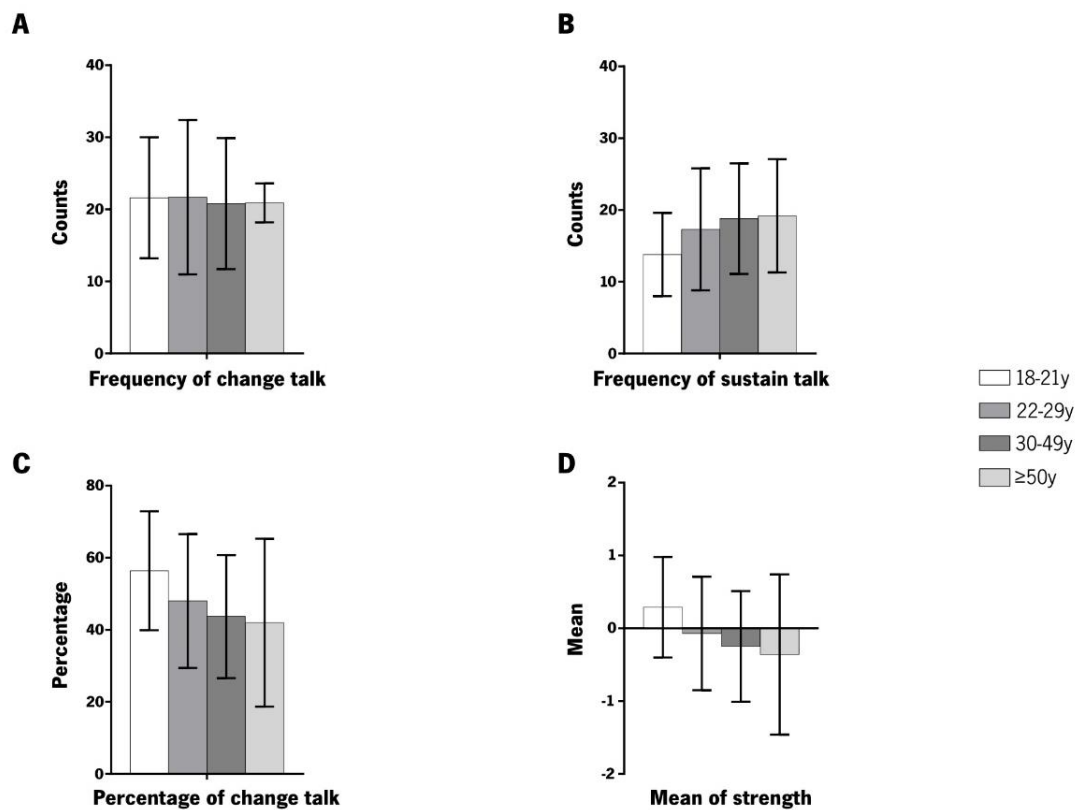 A
40
30
20
10
0
Counts
Frequency of change talk
B
40
30
20
10
0
Counts
Frequency of sustain talk
18-21y
22-29y
30-49y
≥50y
C
80
60
40
20
0
Percentage
Percentage of change talk
D
2
1
0
-1
-2
Mean
Mean of strength